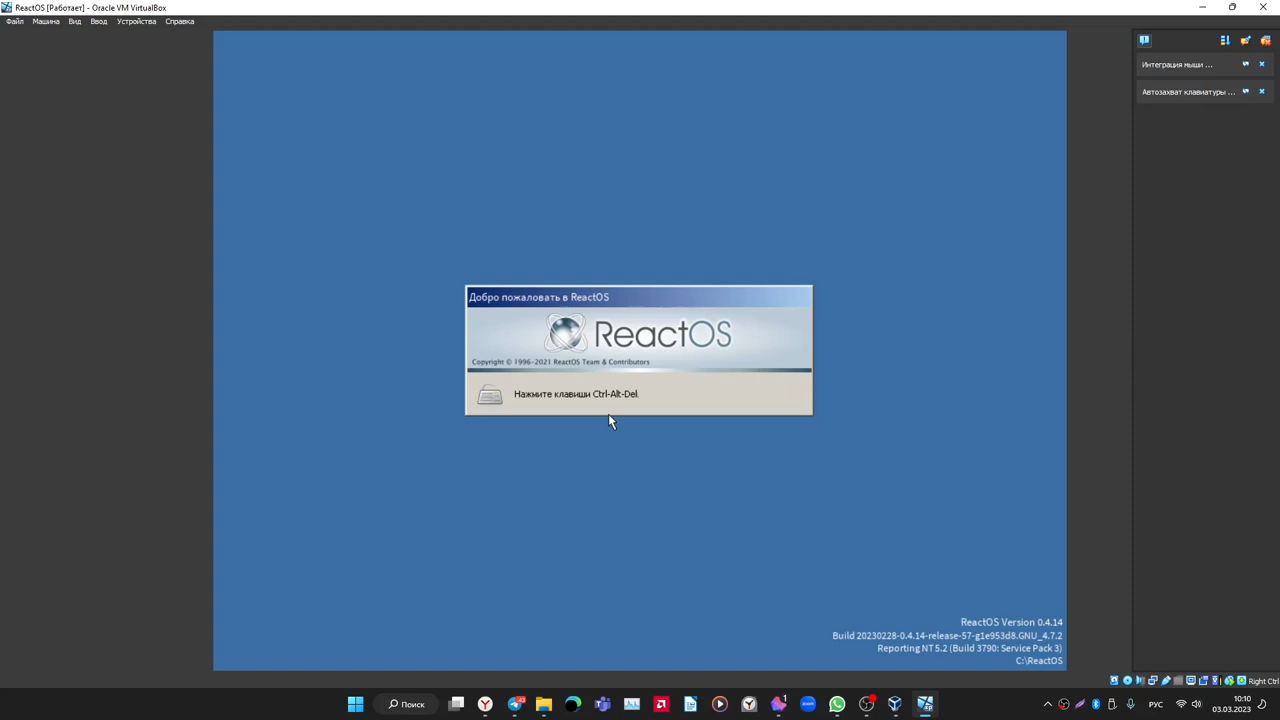 ReactOS [Работает] - Oracle VM VirtualBox
Файл Машина Вид Ввод Устройства Справка
Интеграция мыши ...
Автозахват клавиатуры ...
Добро пожаловать в ReactOS
ReactOS
Copyright © 1996-2021 ReactOS Team & Contributors
Нажмите клавиши Ctrl-Alt-Del.
ReactOS Version 0.4.14
Build 20230228-0.4.14-release-57-g1e953d8.GNU_4.7.2
Reporting NT 5.2 (Build 3790: Service Pack 3)
C:\ReactOS
Right Ctrl
Поиск
43
1
zoom
РУС
10:10
03.03.2023